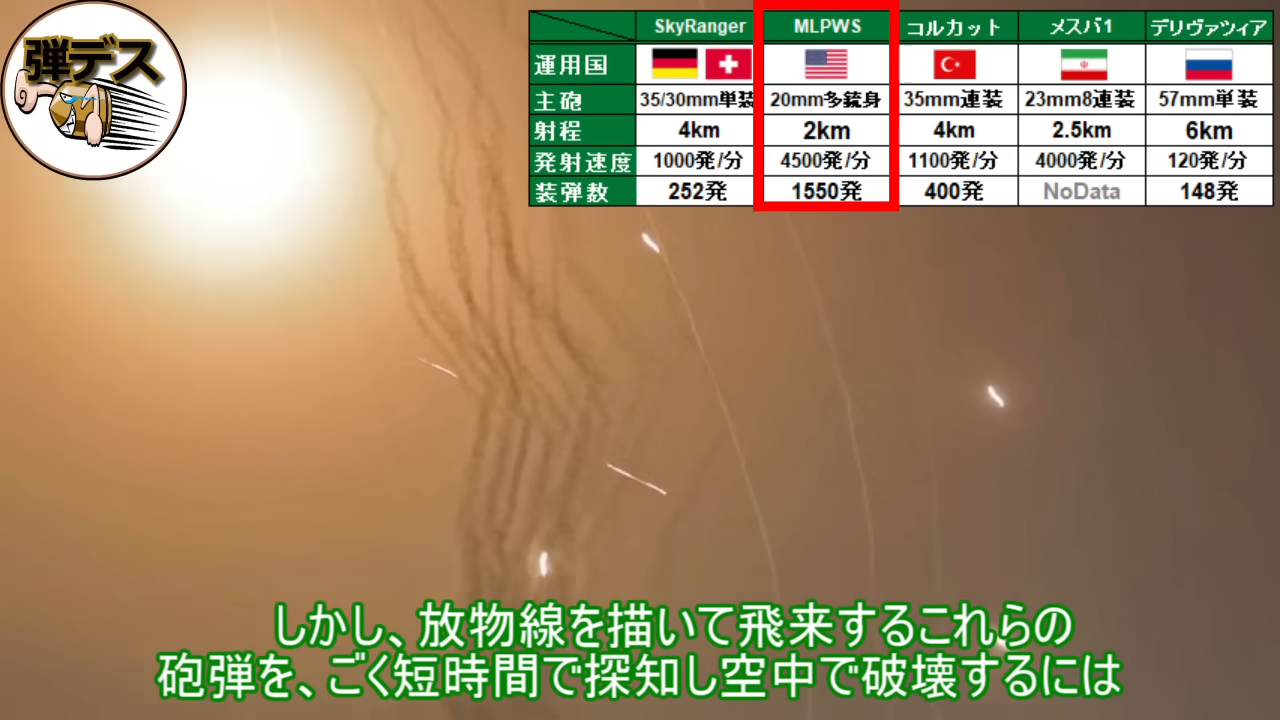 弾デス
SkyRanger MLPWS コルカット メスバ1 デリヴァツィア
運用国
主砲 35/30mm単装 20mm多銃身 35mm連装 23mm8連装 57mm単装
射程 4km 2km 4km 2.5km 6km
発射速度 1000発/分 4500発/分 1100発/分 4000発/分 120発/分
装弾数 252発 1550発 400発 NoData 148発
しかし、放物線を描いて飛来するこれらの
砲弾を、ごく短時間で探知し空中で破壊するには